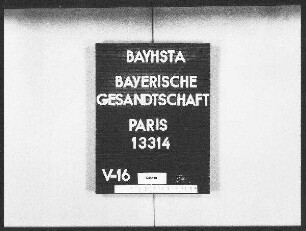 BAYHSTA
BAYERISCHE
GESANDTSCHAFT
PARIS
13314
V-16